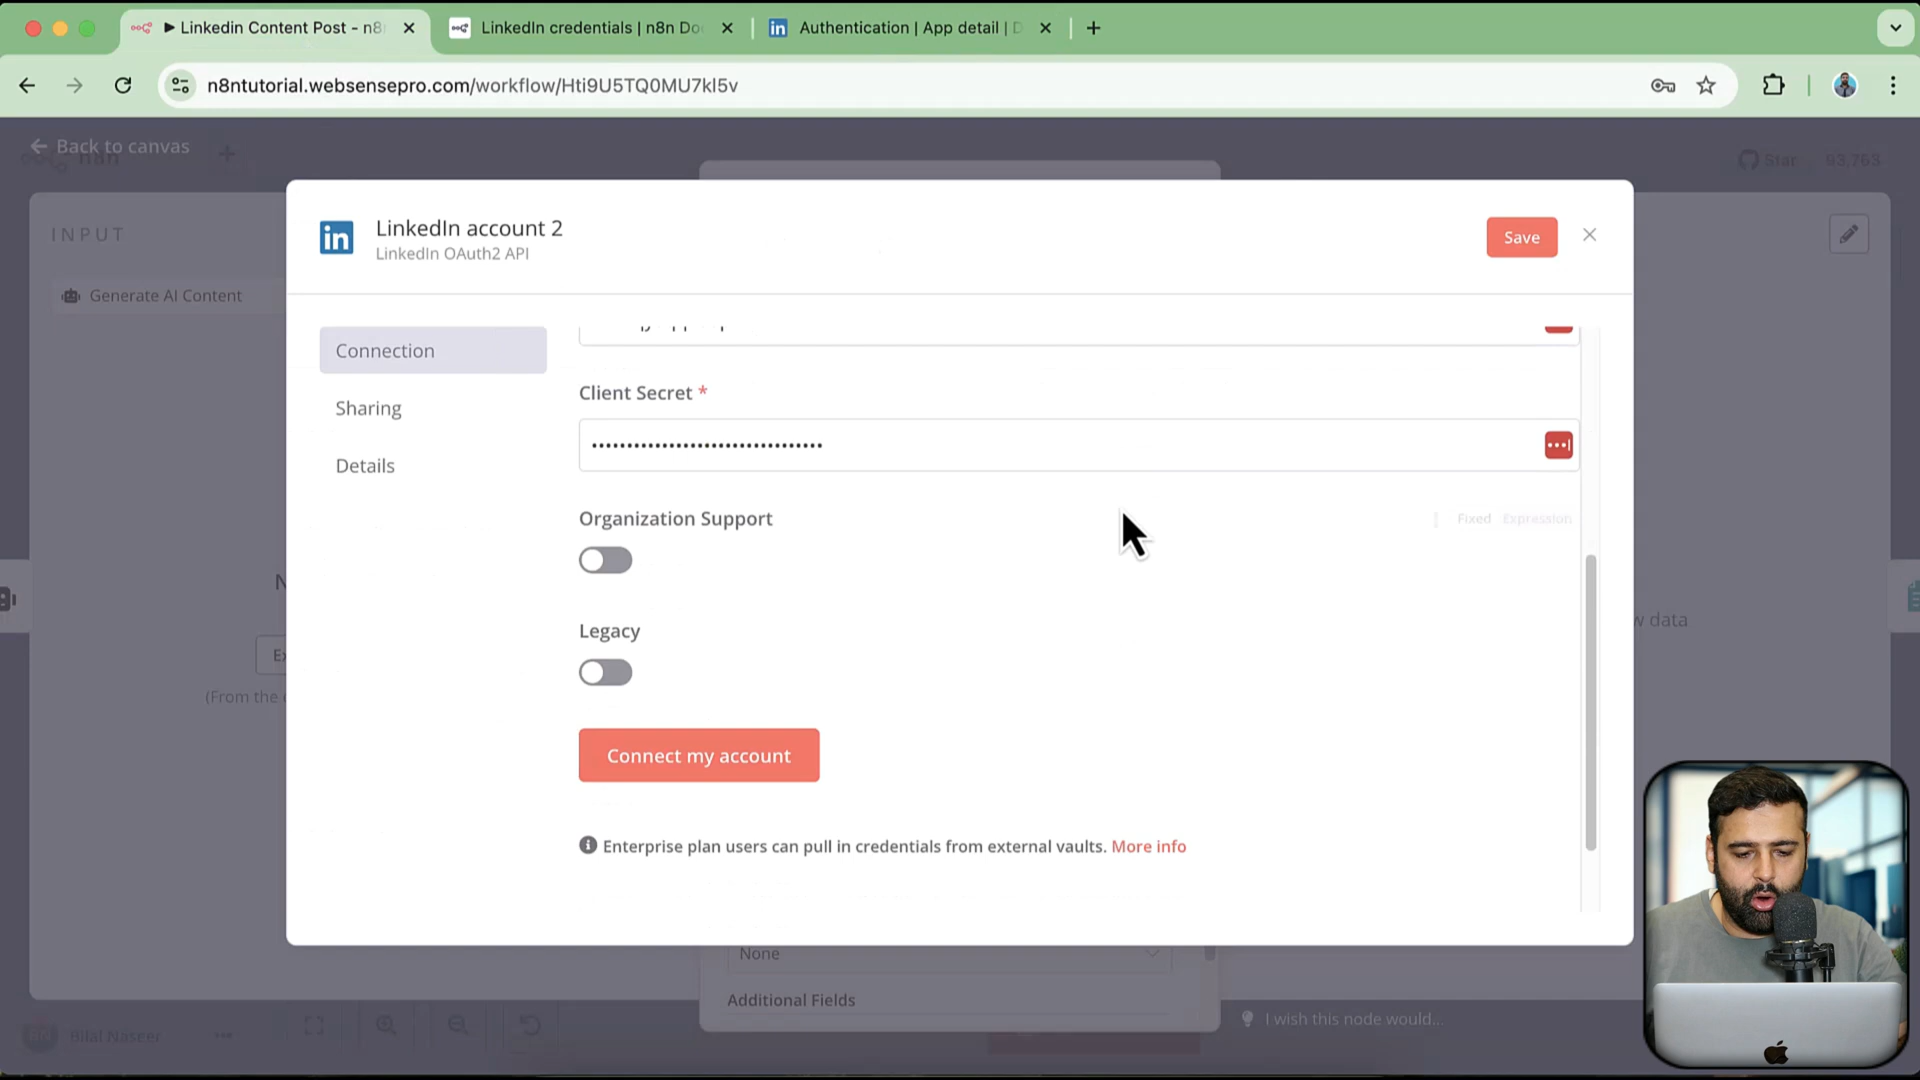 Linkedin Content Post - n8
LinkedIn credentials | n8n Do
Authentication | App detail | D
n8ntutorial.websensepro.com/workflow/Hti9U5TQ0MU7kl5v
Back to canvas
n8n
Star
93,763
INPUT
LinkedIn account 2
LinkedIn OAuth2 API
Save
Generate AI Content
Connection
Sharing
Details
Client Secret *
Organization Support
Fixed Expression
Legacy
Connect my account
Enterprise plan users can pull in credentials from external vaults. More info
(From the
data
None
Additional Fields
Bilal Naseer
I wish this node would...